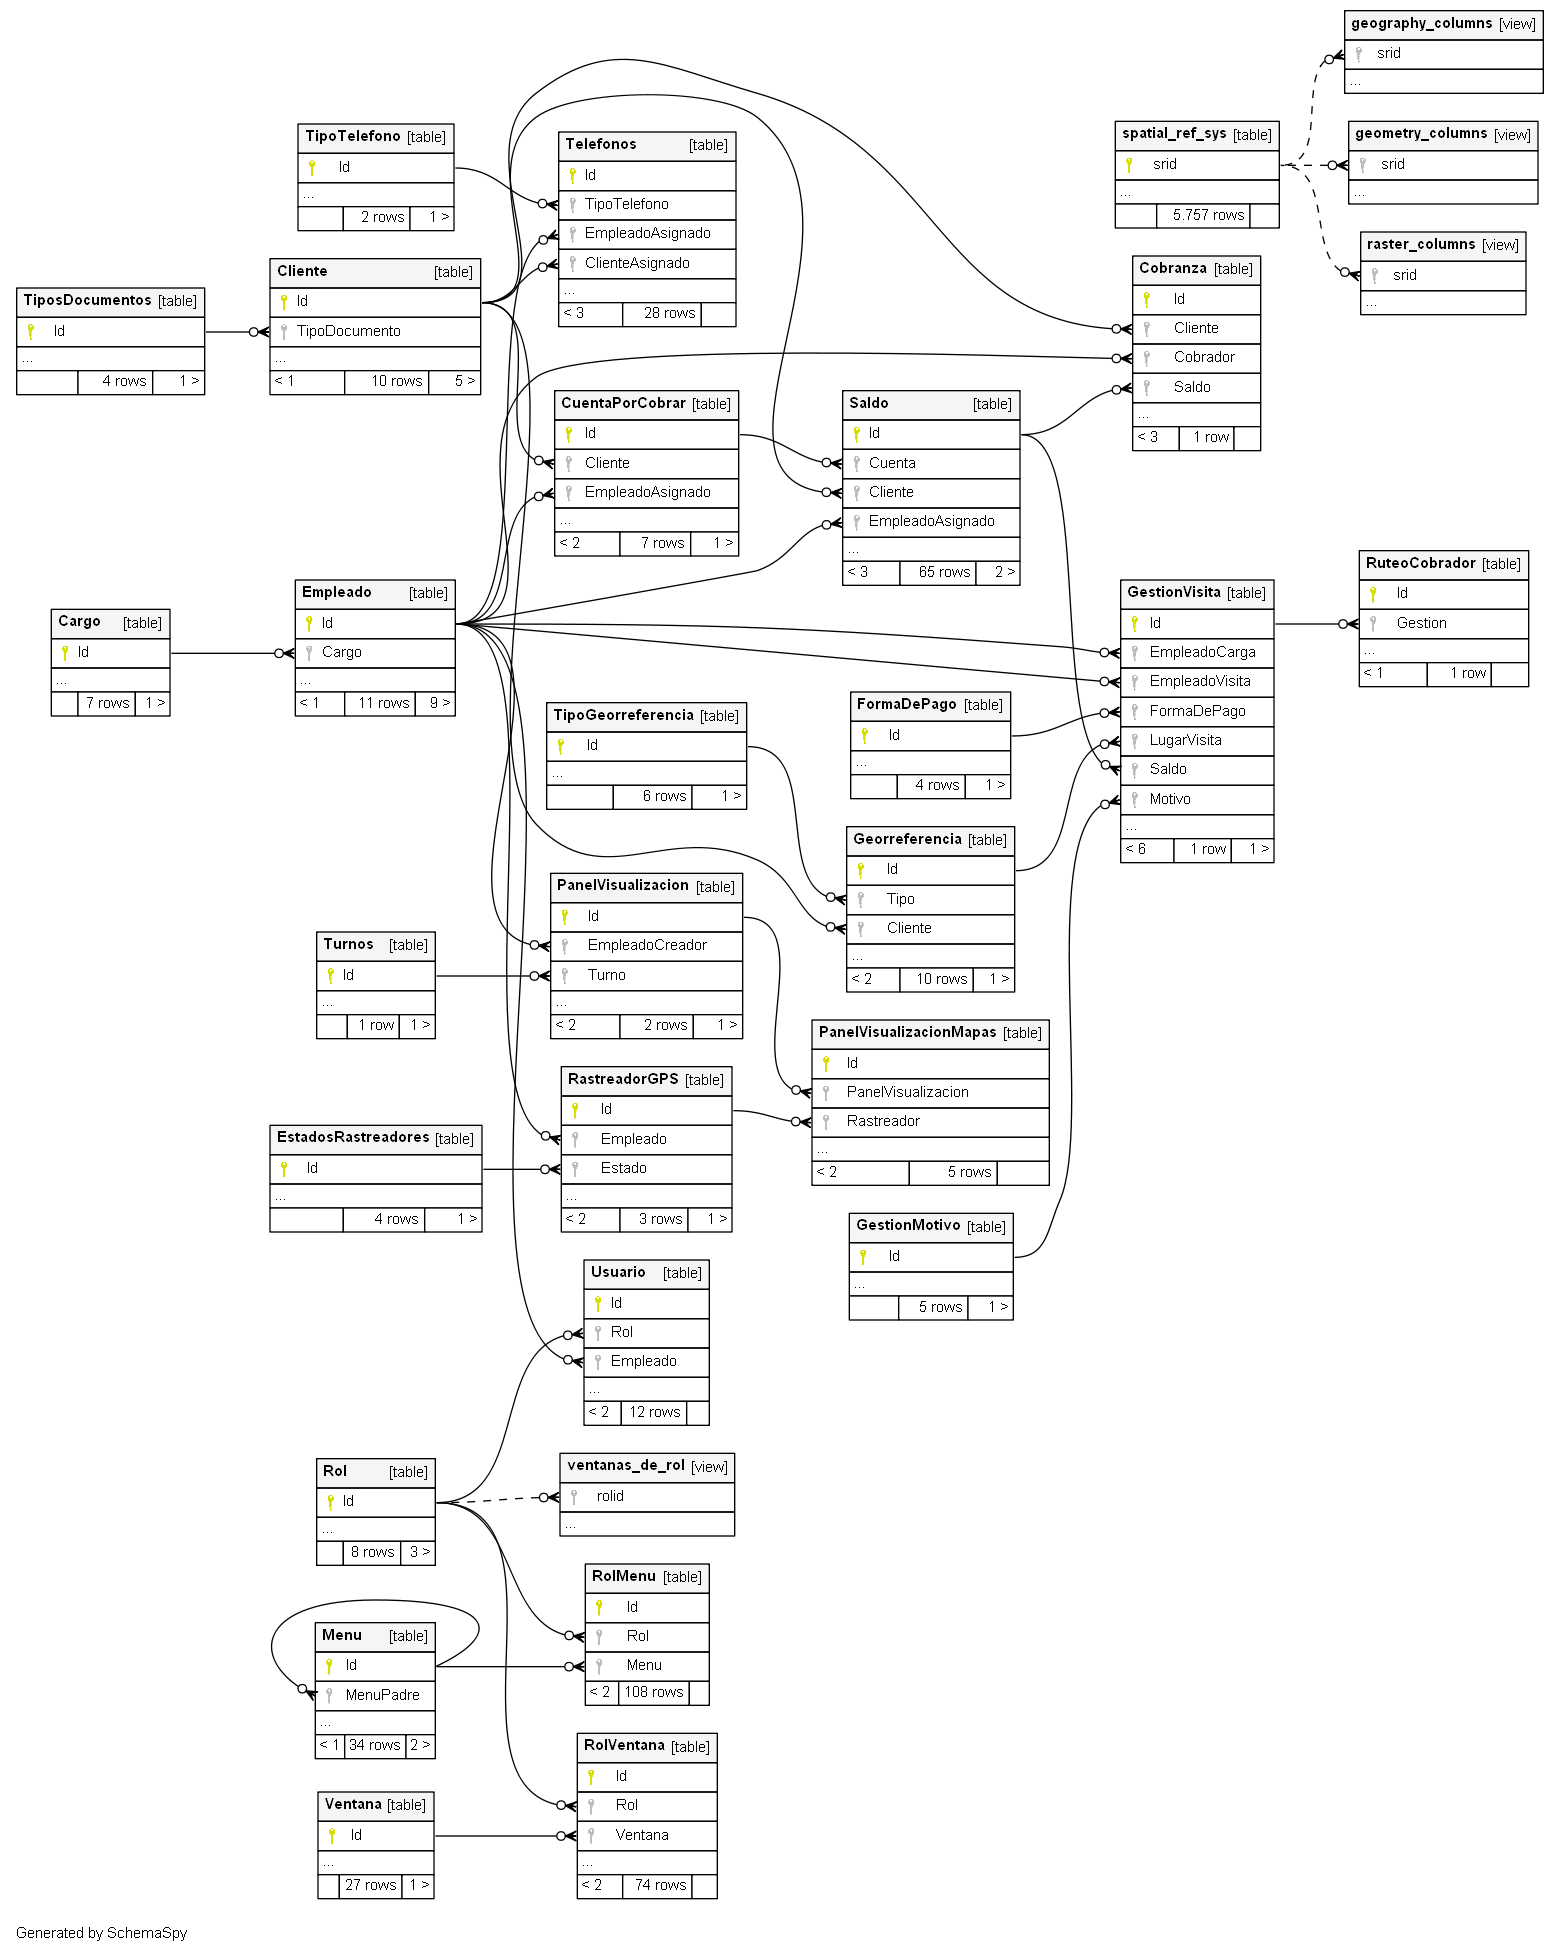 geography_columns [view]
srid
...
TipoTelefono [table]
Id
...
2 rows 1 >
Telefonos [table]
Id
TipoTelefono
EmpleadoAsignado
ClienteAsignado
...
< 3 28 rows
spatial_ref_sys [table]
srid
...
5.757 rows
geometry_columns [view]
srid
...
raster_columns [view]
srid
...
TiposDocumentos [table]
Id
...
4 rows 1 >
Cliente [table]
Id
TipoDocumento
...
< 1 10 rows 5 >
Cobranza [table]
Id
Cliente
Cobrador
Saldo
...
< 3 1 row
CuentaPorCobrar [table]
Id
Cliente
EmpleadoAsignado
...
< 2 7 rows 1 >
Saldo [table]
Id
Cuenta
Cliente
EmpleadoAsignado
...
< 3 65 rows 2 >
Cargo [table]
Id
...
7 rows 1 >
Empleado [table]
Id
Cargo
...
< 1 11 rows 9 >
GestionVisita [table]
Id
EmpleadoCarga
EmpleadoVisita
FormaDePago
LugarVisita
Saldo
Motivo
...
< 6 1 row 1 >
RuteoCobrador [table]
Id
Gestion
...
< 1 1 row
TipoGeorreferencia [table]
Id
...
6 rows 1 >
FormaDePago [table]
Id
...
4 rows 1 >
Georreferencia [table]
Id
Tipo
Cliente
...
< 2 10 rows 1 >
Turnos [table]
Id
...
1 row 1 >
PanelVisualizacion [table]
Id
EmpleadoCreador
Turno
...
< 2 2 rows 1 >
PanelVisualizacionMapas [table]
Id
PanelVisualizacion
Rastreador
...
< 2 5 rows
EstadosRastreadores [table]
Id
...
4 rows 1 >
RastreadorGPS [table]
Id
Empleado
Estado
...
< 2 3 rows 1 >
GestionMotivo [table]
Id
...
5 rows 1 >
Usuario [table]
Id
Rol
Empleado
...
< 2 12 rows
Rol [table]
Id
...
8 rows 3 >
ventanas_de_rol [view]
rolid
...
RolMenu [table]
Id
Rol
Menu
< 2 108 rows
Menu [table]
Id
MenuPadre
...
< 1 34 rows 2 >
RolVentana [table]
Id
Rol
Ventana
...
< 2 74 rows
Ventana [table]
Id
...
27 rows 1 >
Generated by SchemaSpy